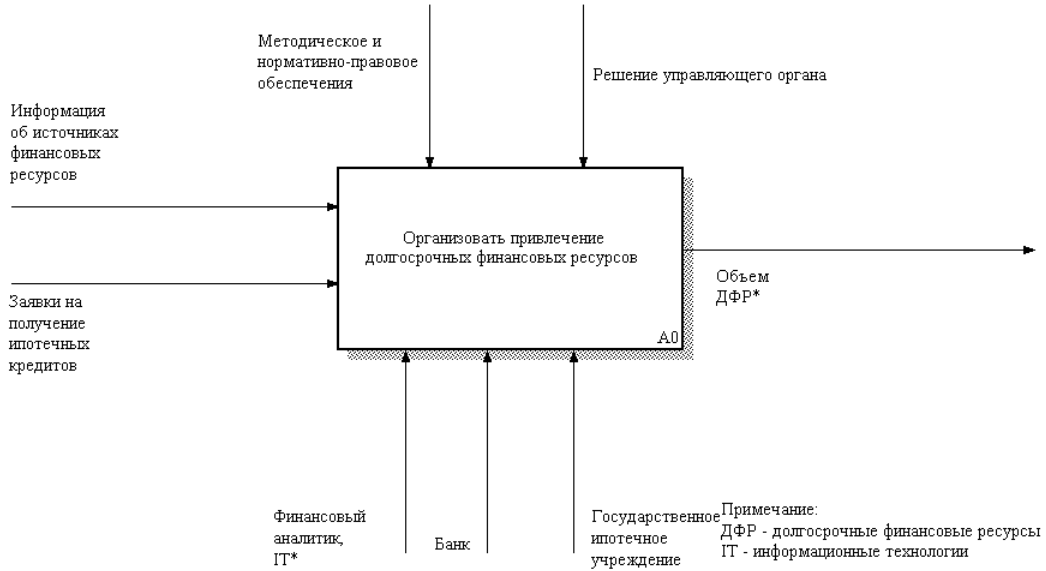 Методическое и
нормативно-правовое
обеспечения
Решение управляющего органа
Информация
об источниках
финансовых
ресурсов
Организовать привлечение
долгосрочных финансовых ресурсов
A0
Объем
ДФР*
Заявки на
получение
ипотечных
кредитов
Финансовый
аналитик,
IT*
Банк
Государственное
ипотечное
учреждение
Примечание:
ДФР - долгосрочные финансовые ресурсы
IT - информационные технологии